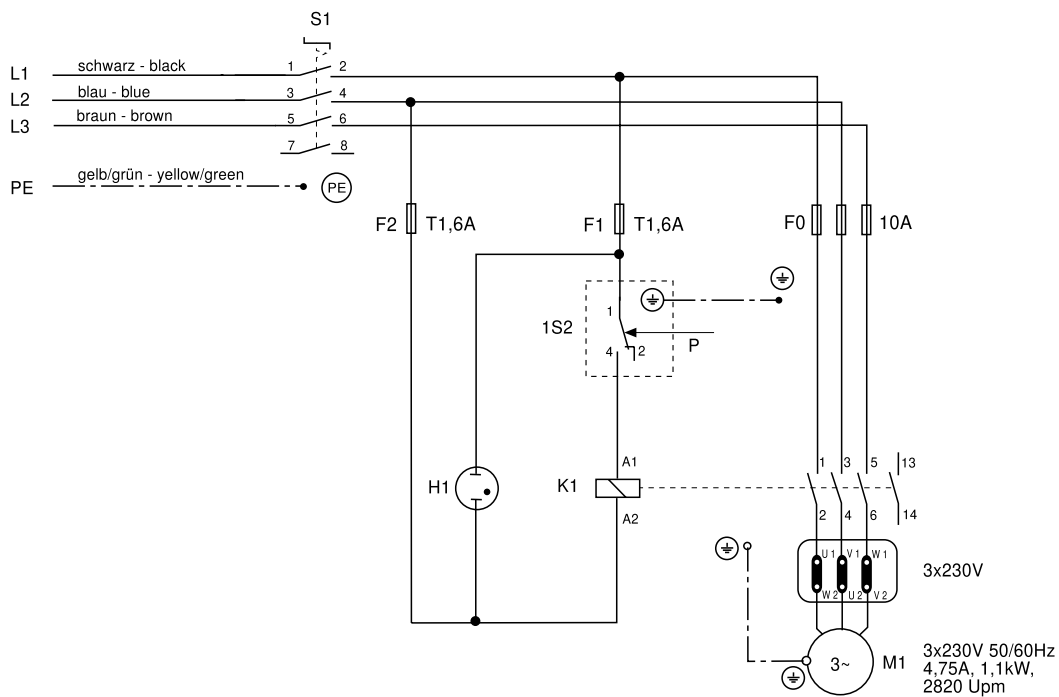 S1
L1 schwarz - black 1 2
L2 blau - blue 3 4
L3 braun - brown 5 6
7 8
PE gelb/grün - yellow/green PE
F2 T1,6A F1 T1,6A F0 10A
1
1S2
4 2 P
A1 1 3 5 13
H1 K1
A2 2 4 6 14
U1 V1 W1
3x230V
W2 U2 V2
3~ M1 3x230V 50/60Hz
4,75A, 1,1kW,
2820 Upm